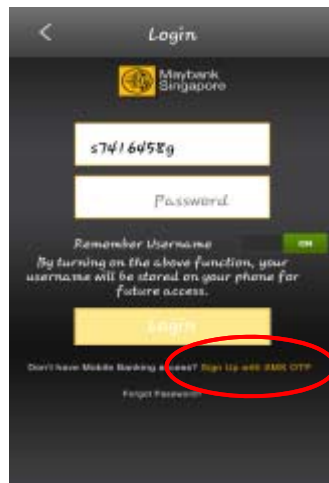 Login
Maybank
Singapore
s7416458g
Password
Remember Username
ON
By turning on the above function, your
username will be stored on your phone for
future access.
Login
Don't have Mobile Banking access? Sign Up with SMS OTP
Forgot Password?